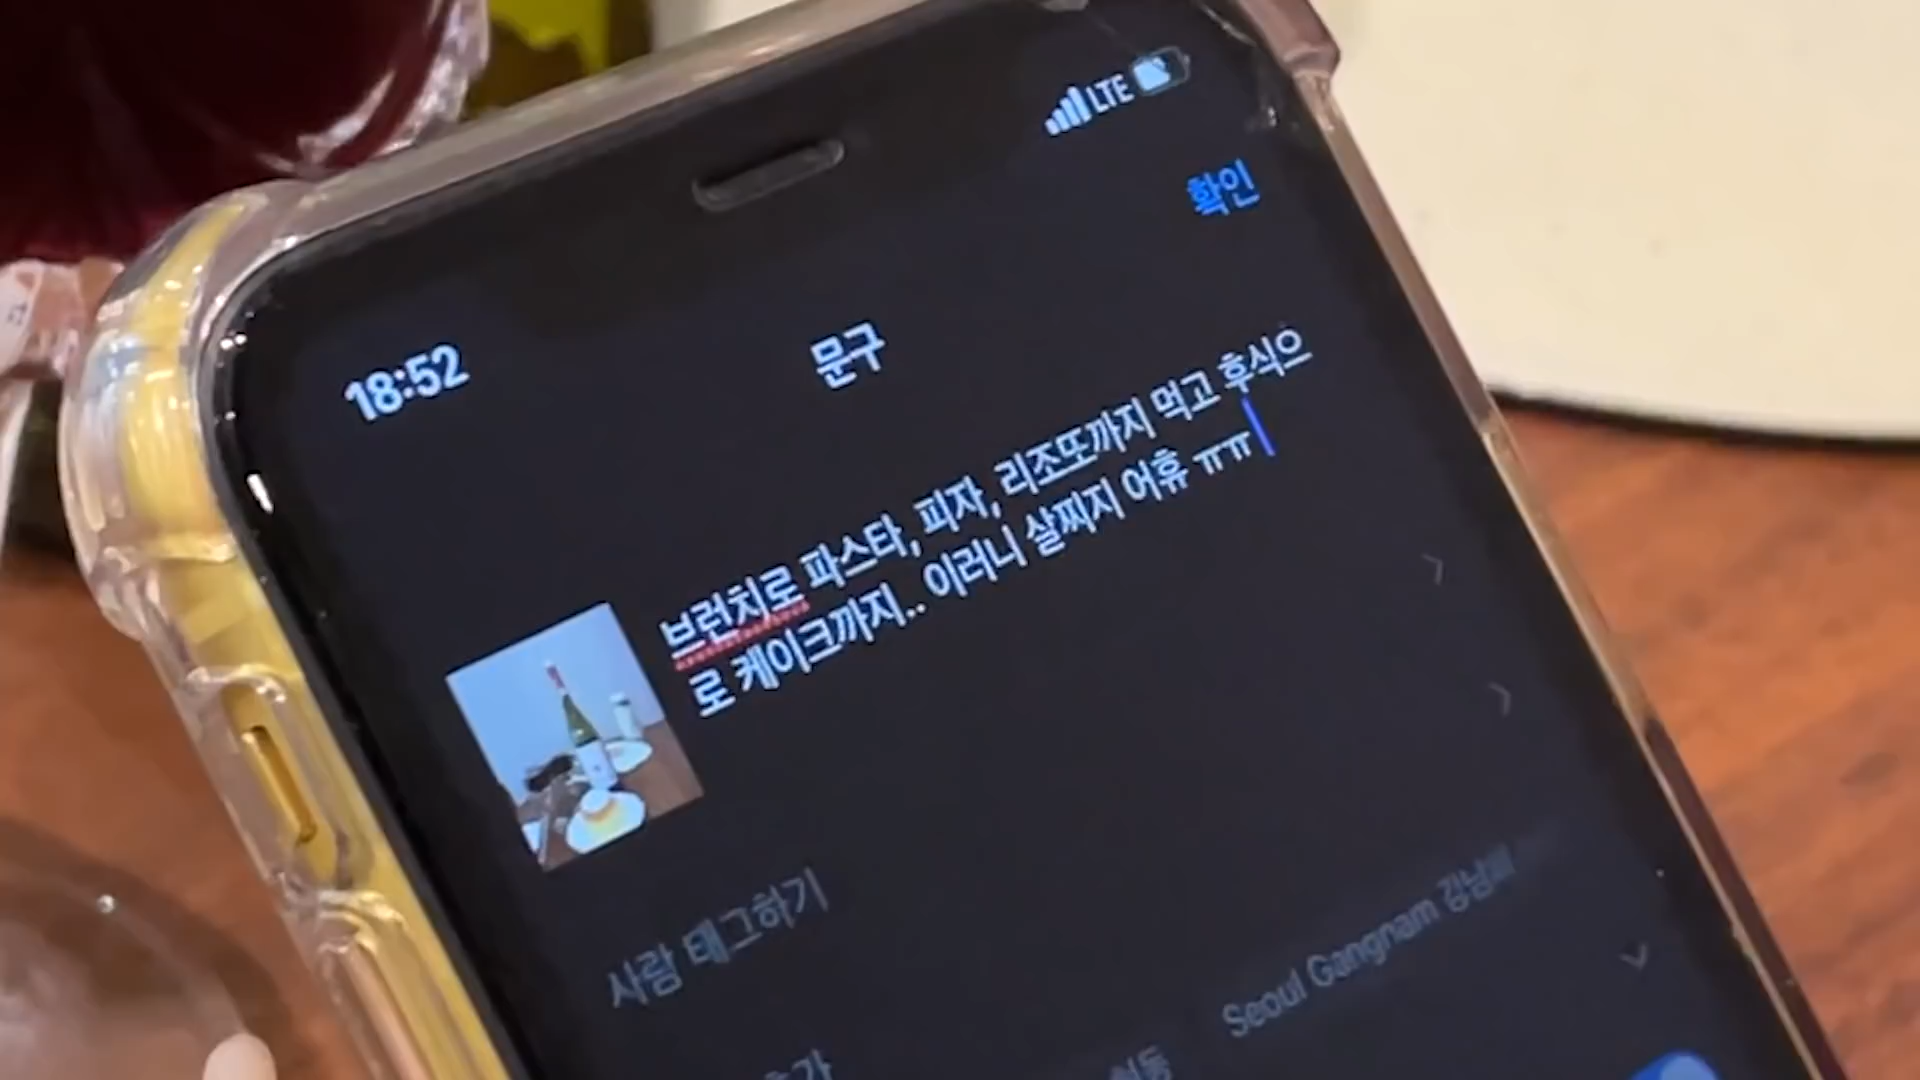 LTE
확인
18:52
문구
브런치로 파스타, 피자, 리조또까지 먹고 후식으
로 케이크까지.. 이러니 살찌지 어휴 ㅠㅠ
사람 태그하기
Seoul Gangnam